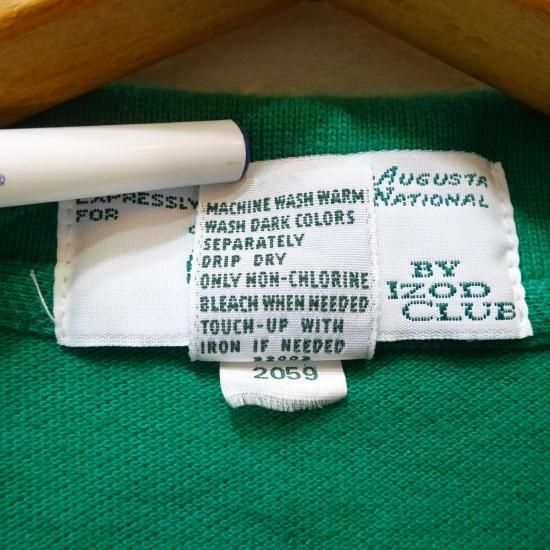 EXPRESSLY
FOR
MACHINE WASH WARM
WASH DARK COLORS
SEPARATELY
DRIP DRY
ONLY NON-CHLORINE
BLEACH WHEN NEEDED
TOUCH-UP WITH
IRON IF NEEDED
2059
AUGUSTA
NATIONAL
BY
IZOD
CLUB